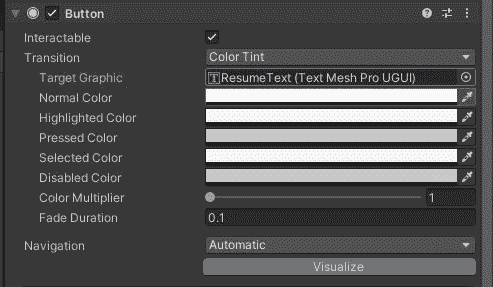 Button
Interactable
Transition Color Tint
Target Graphic ResumeText (Text Mesh Pro UGUI)
Normal Color
Highlighted Color
Pressed Color
Selected Color
Disabled Color
Color Multiplier 1
Fade Duration 0.1
Navigation Automatic
Visualize